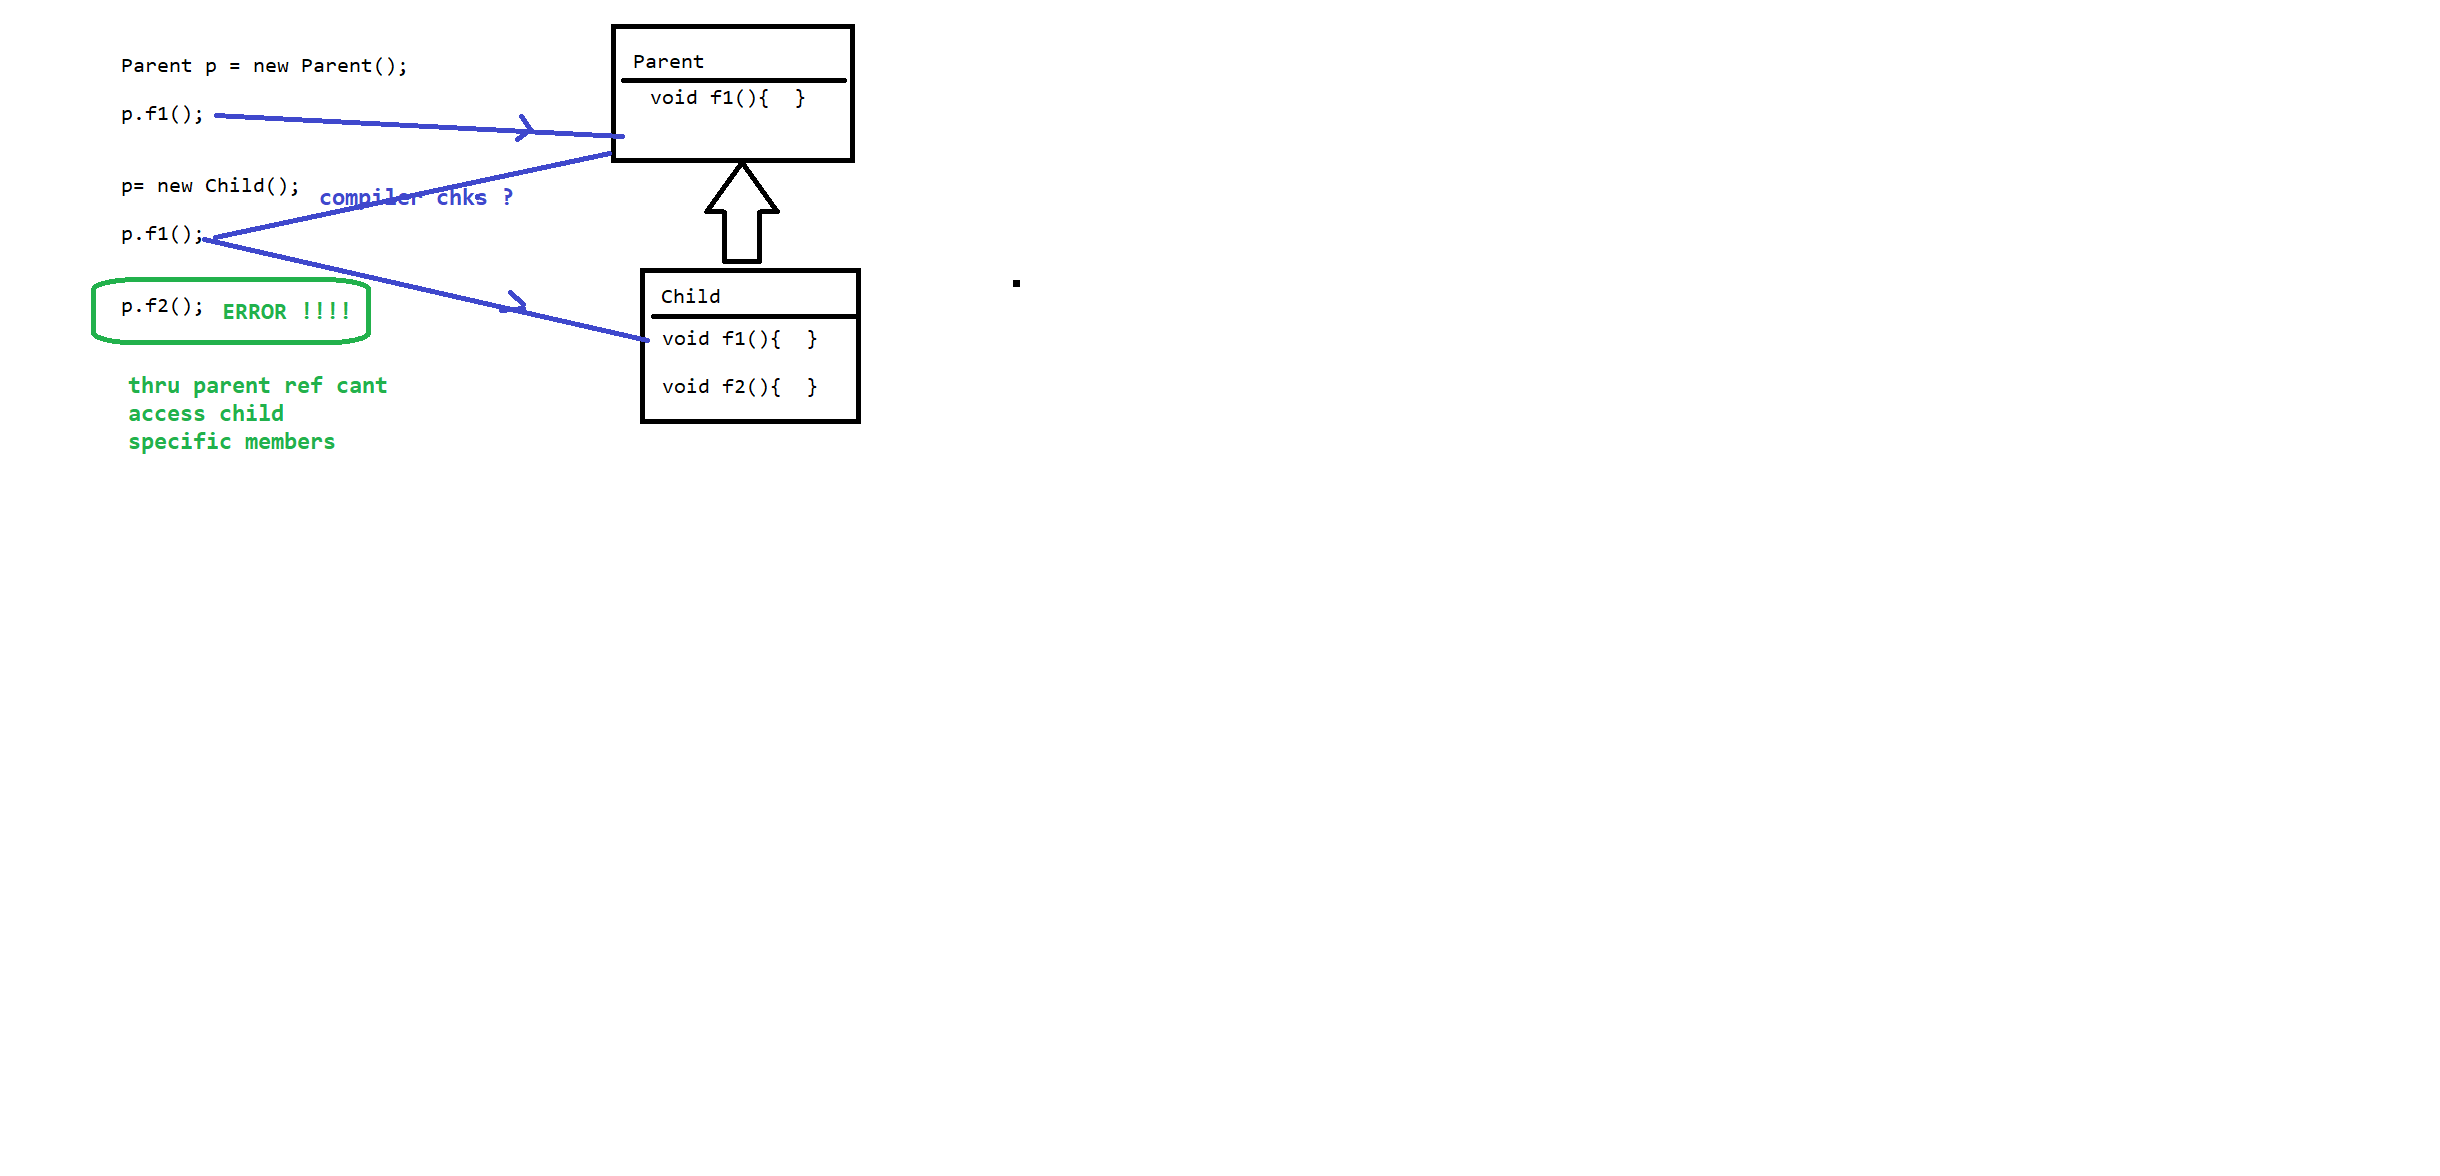 Parent p = new Parent();
p.f1();
p= new Child();
compiler chks ?
p.f1();
p.f2();
ERROR !!!!
thru parent ref cant
access child
specific members
Parent
void f1(){  }
Child
void f1(){  }
void f2(){  }